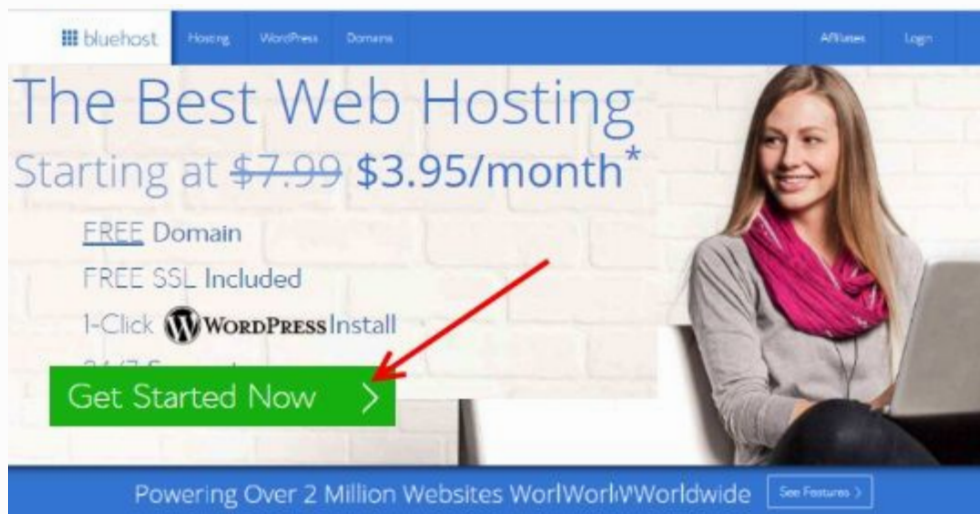 bluehost
Hosting WordPress Domains
Affiliates Login
The Best Web Hosting
Starting at $7.99 $3.95/month*
FREE Domain
FREE SSL Included
1-Click WORDPRESS Install
Get Started Now >
Powering Over 2 Million Websites WorlWorlWWorldwide
See Features >